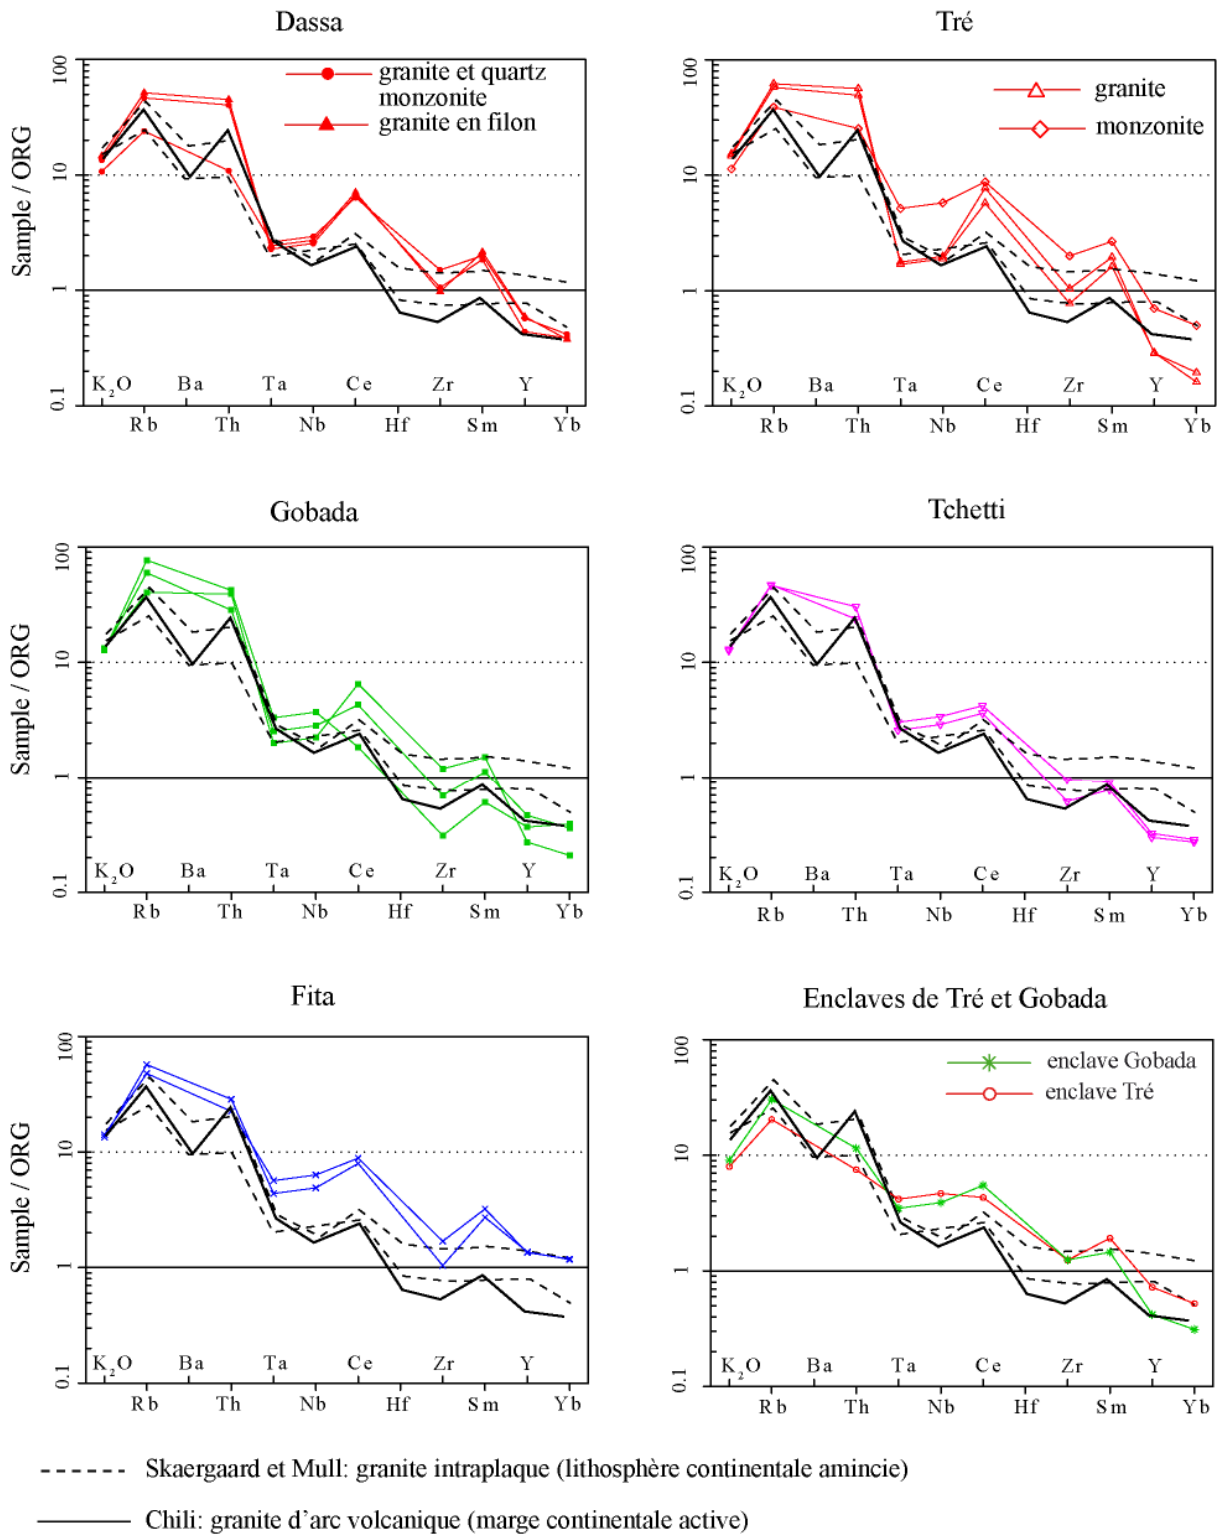 Dassa
granite et quartz
monzonite
granite en filon
Sample / ORG
100
10
1
0.1
K2O Ba Ta Ce Zr Y
Rb Th Nb Hf Sm Yb
Tré
granite
monzonite
100
10
1
0.1
K2O Ba Ta Ce Zr Y
Rb Th Nb Hf Sm Yb
Gobada
Sample / ORG
100
10
1
0.1
K2O Ba Ta Ce Zr Y
Rb Th Nb Hf Sm Yb
Tchetti
100
10
1
0.1
K2O Ba Ta Ce Zr Y
Rb Th Nb Hf Sm Yb
Fita
Sample / ORG
100
10
1
0.1
K2O Ba Ta Ce Zr Y
Rb Th Nb Hf Sm Yb
Enclaves de Tré et Gobada
enclave Gobada
enclave Tré
100
10
1
0.1
K2O Ba Ta Ce Zr Y
Rb Th Nb Hf Sm Yb
Skaergaard et Mull: granite intraplaque (lithosphère continentale amincie)
Chili: granite d'arc volcanique (marge continentale active)